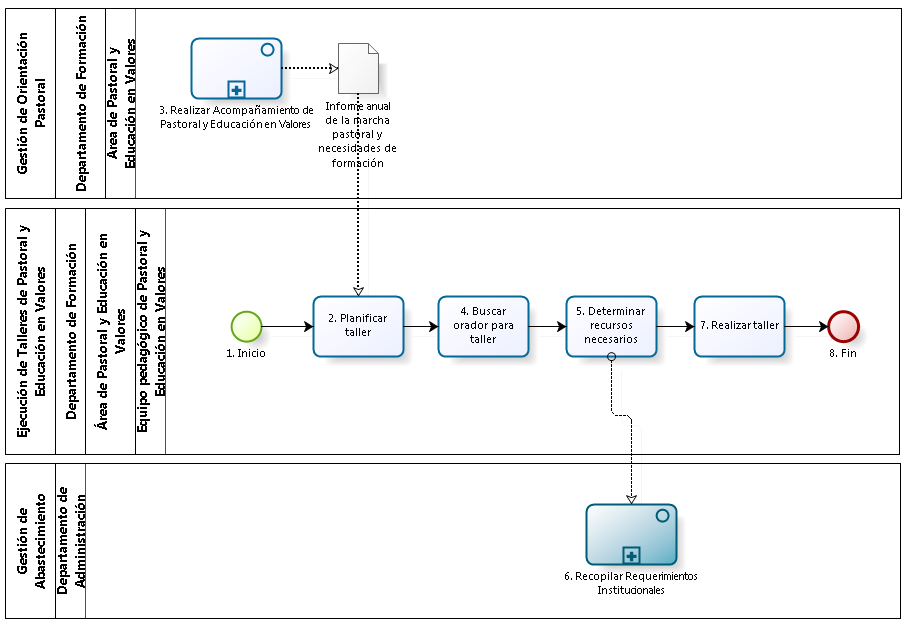 Gestión de Orientación
Pastoral
Departamento de Formación
Área de Pastoral y
Educación en Valores
3. Realizar Acompañamiento de
Pastoral y Educación en Valores
Informe anual
de la marcha
pastoral y
necesidades de
formación
Ejecución de Talleres de Pastoral y
Educación en Valores
Departamento de Formación
Área de Pastoral y Educación en
Valores
Equipo pedagógico de Pastoral y
Educación en Valores
1. Inicio
2. Planificar
taller
4. Buscar
orador para
taller
5. Determinar
recursos
necesarios
7. Realizar taller
8. Fin
Gestión de
Abastecimiento
Departamento de
Administración
6. Recopilar Requerimientos
Institucionales